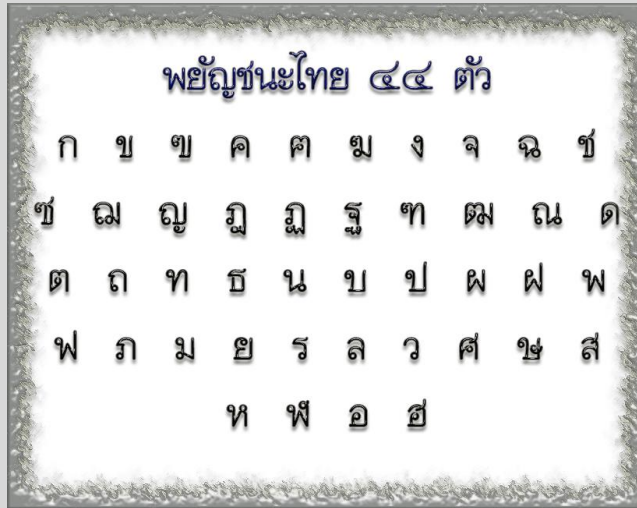 พยัญชนะไทย ๔๔ ตัว
ก ข ฃ ค ฅ ฆ ง จ ฉ ช
ซ ฌ ญ ฎ ฏ ฐ ฑ ฒ ณ ด
ต ถ ท ธ น บ ป ผ ฝ พ
ฟ ภ ม ย ร ล ว ศ ษ ส
ห ฬ อ ฮ